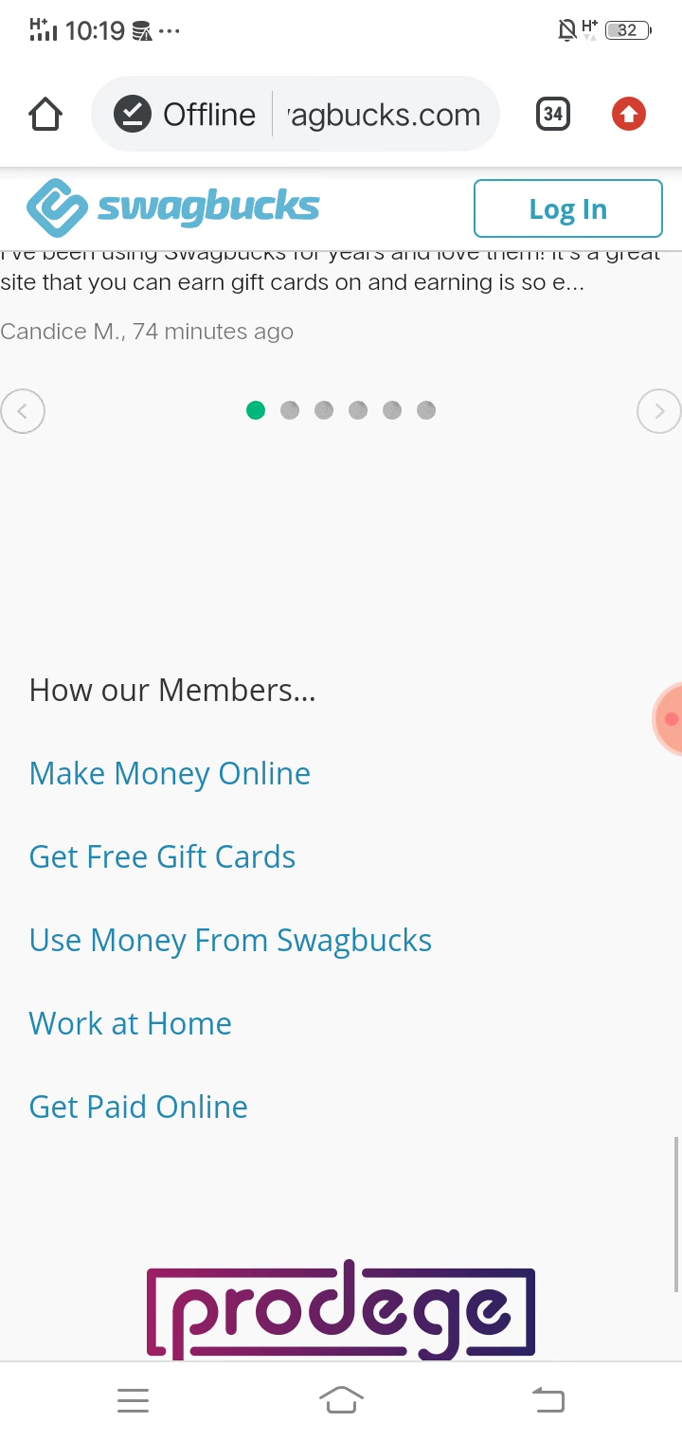 H+ 10:19 ... H+ 32
Offline agbucks.com 34
swagbucks Log In
I've been using Swagbucks for years and love them! It's a great
site that you can earn gift cards on and earning is so e...
Candice M., 74 minutes ago
How our Members...
Make Money Online
Get Free Gift Cards
Use Money From Swagbucks
Work at Home
Get Paid Online
prodege